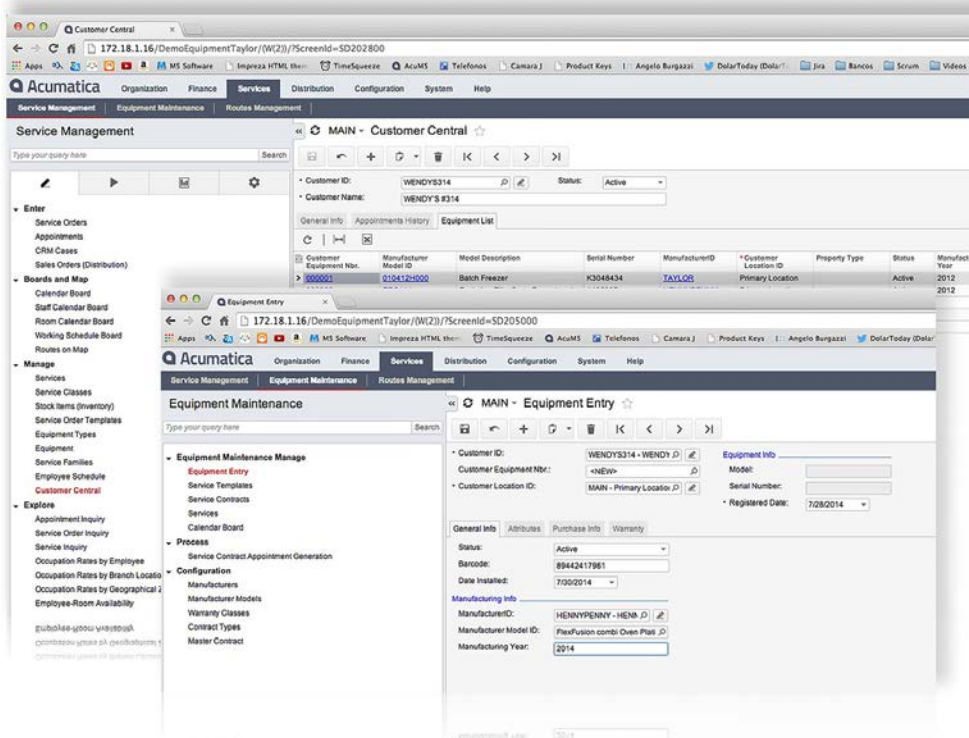 Customer Central
172.18.1.16/DemoEquipmentTaylor/(W(2))/?ScreenId=SD202800
Apps MS Software Impreza HTML them TimeSqueeze AcuMS Telefonos Camara J Product Keys Angelo Burgazzi DolarToday (DolarT Jira Bancos Scrum Videos
Acumatica Organization Finance Services Distribution Configuration System Help
Service Management Equipment Maintenance Routes Management
Service Management
MAIN - Customer Central
Type your query here Search
Customer ID: WENDYS314 Status: Active
Customer Name: WENDY'S #314
General Info Appointments History Equipment List
Enter
Service Orders
Appointments
CRM Cases
Sales Orders (Distribution)
Boards and Map
Calender Board
Staff Calendar Board
Room Calendar Board
Working Schedule Board
Routes on Map
Manage
Services
Service Classes
Stock Items (Inventory)
Service Order Templates
Equipment Types
Equipment
Service Families
Employee Schedule
Customer Central
Explore
Appointment Inquiry
Service Order Inquiry
Service Inquiry
Occupation Rates by Employee
Occupation Rates by Branch Locatio
Occupation Rates by Geographical Z
Employee-Room Availability
Customer Equipment Nbr. Manufacturer Model ID Model Description Serial Number ManufacturerID *Customer Location ID Property Type Status Manufact Year
000001 010412H000 Batch Freezer K3048434 TAYLOR Primary Location Active 2012
2012
Equipment Entry
172.18.1.16/DemoEquipmentTaylor/(W(2))/?ScreenId=SD205000
Apps MS Software Impreza HTML them TimeSqueeze AcuMS Telefonos Camara J Product Keys Angelo Burgazzi DolarToday (Dolar
Acumatica Organization Finance Services Distribution Configuration System Help
Service Management Equipment Maintenance Routes Management
Equipment Maintenance
MAIN - Equipment Entry
Type your query here Search
Equipment Maintenance Manage
Equipment Entry
Service Templates
Service Contracts
Services
Calendar Board
Process
Service Contract Appointment Generation
Configuration
Manufacturers
Manufacturer Models
Warranty Classes
Contract Types
Master Contract
Customer ID: WENDYS314 - WENDY
Customer Equipment Nbr.: <NEW>
Customer Location ID: MAIN - Primary Location
Equipment Info
Model:
Serial Number:
Registered Date: 7/28/2014
General Info Attributes Purchase Info Warranty
Status: Active
Barcode: 89442417981
Date Installed: 7/30/2014
Manufacturing Info
ManufacturerID: HENNYPENNY - HENN
Manufacturer Model ID: FlexFusion combi Oven Plati
Manufacturing Year: 2014